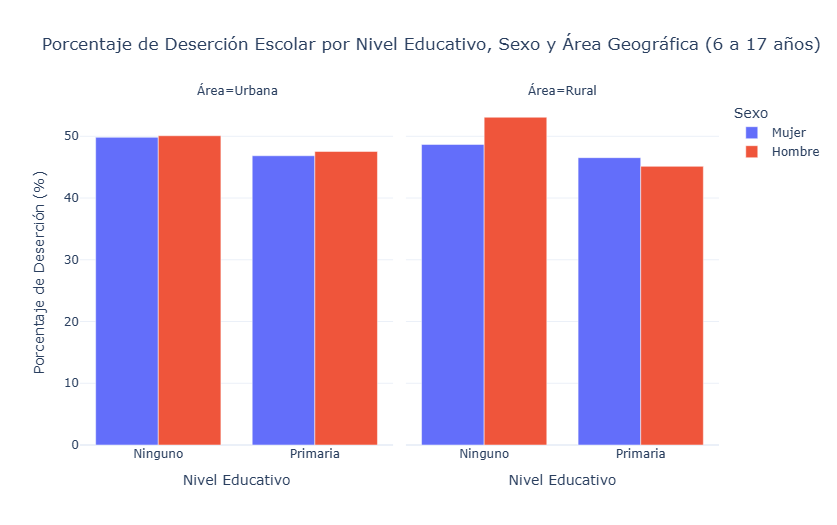 Porcentaje de Deserción Escolar por Nivel Educativo, Sexo y Área Geográfica (6 a 17 años)
Área=Urbana
Área=Rural
Sexo
Mujer
Hombre
Porcentaje de Deserción (%)
50
40
30
20
10
0
Ninguno
Primaria
Ninguno
Primaria
Nivel Educativo
Nivel Educativo